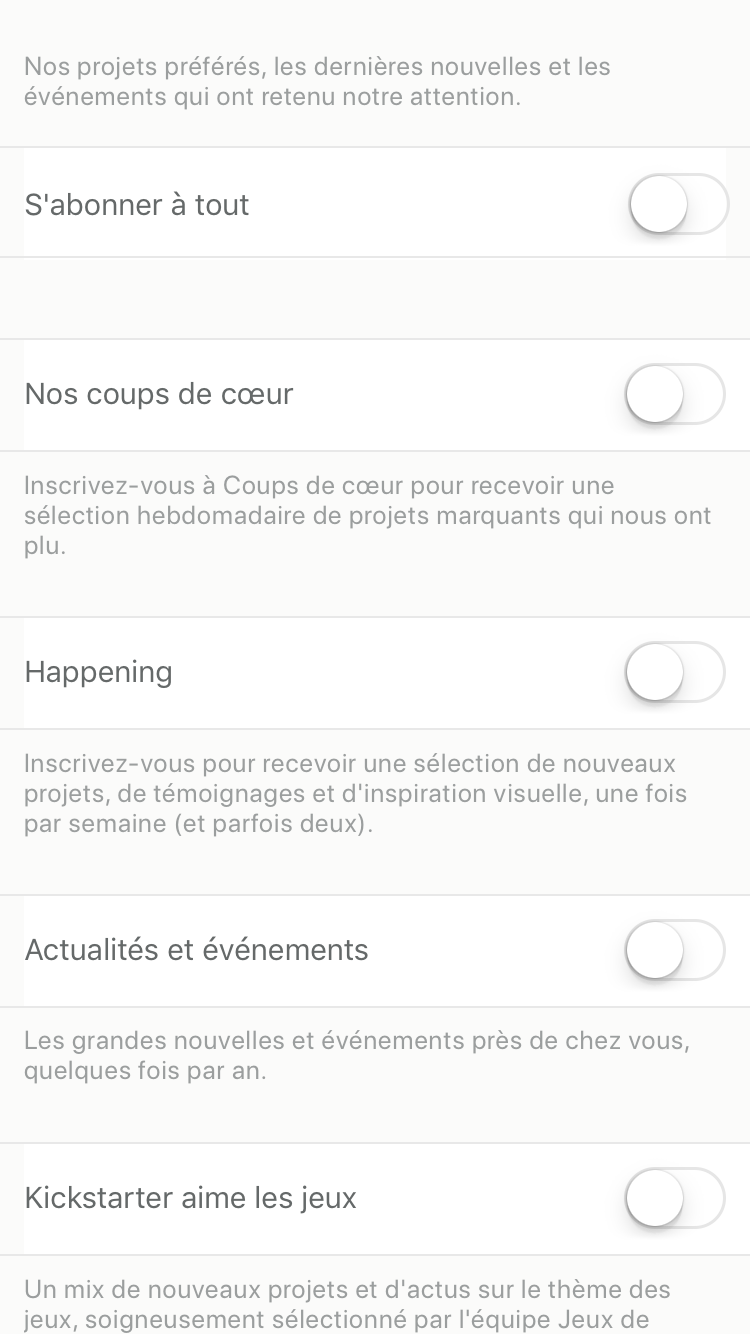 Nos projets préférés, les dernières nouvelles et les
événements qui ont retenu notre attention.
S'abonner à tout
Nos coups de cœur
Inscrivez-vous à Coups de cœur pour recevoir une
sélection hebdomadaire de projets marquants qui nous ont
plu.
Happening
Inscrivez-vous pour recevoir une sélection de nouveaux
projets, de témoignages et d'inspiration visuelle, une fois
par semaine (et parfois deux).
Actualités et événements
Les grandes nouvelles et événements près de chez vous,
quelques fois par an.
Kickstarter aime les jeux
Un mix de nouveaux projets et d'actus sur le thème des
jeux, soigneusement sélectionné par l'équipe Jeux de